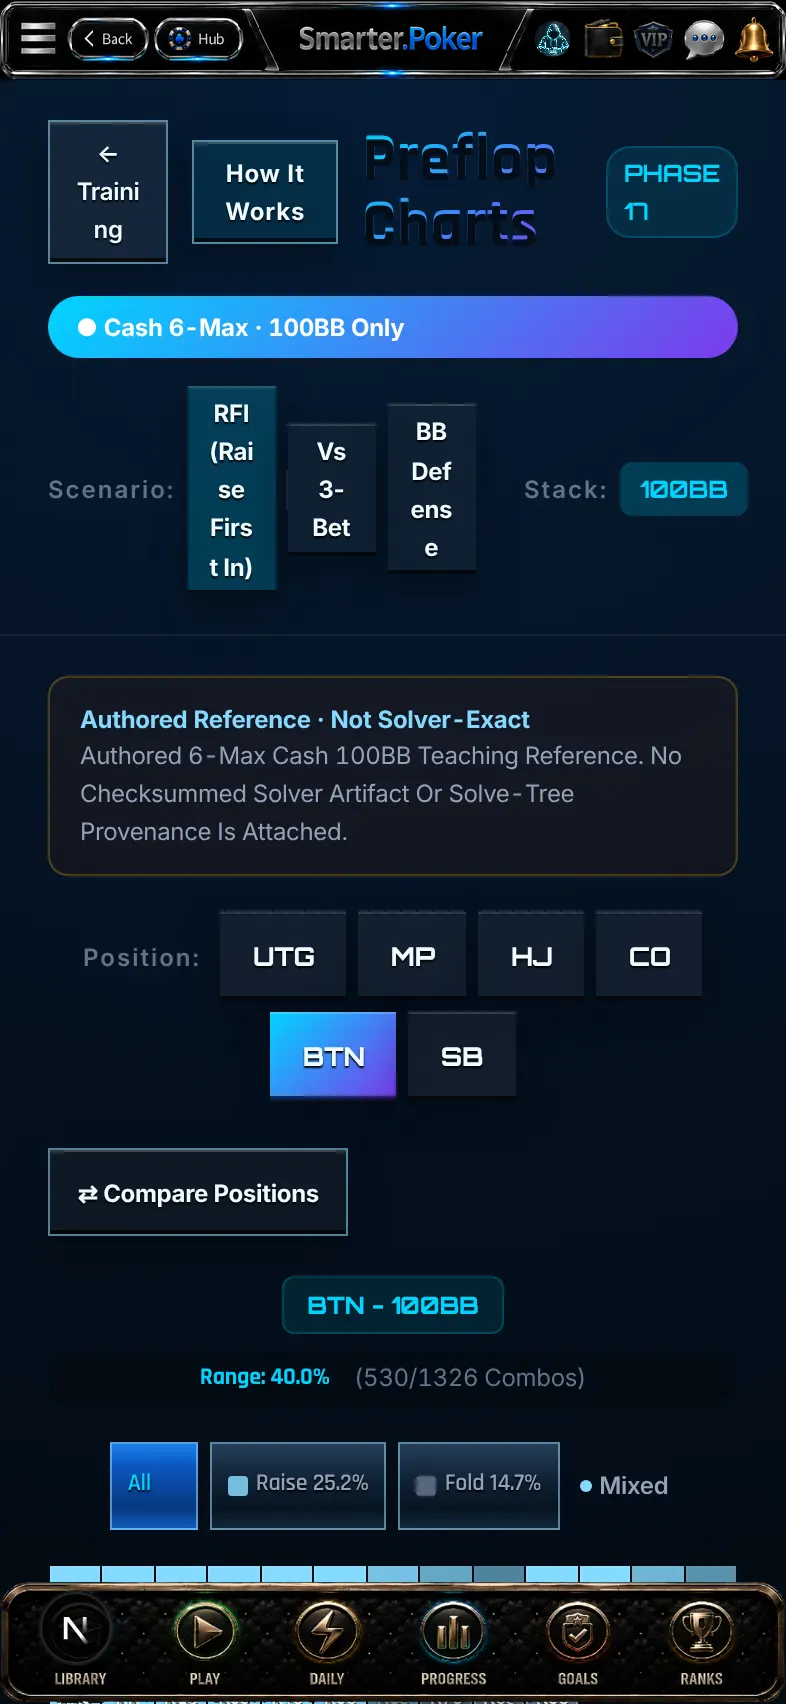 Back
Hub
Smarter.Poker
VIP
← Traini
ng
How It
Works
Preflop
Charts
PHASE
17
Cash 6-Max · 100BB Only
Scenario:
RFI
(Rai
se
Firs
t In)
Vs
3-
Bet
BB
Def
ens
e
Stack:
100BB
Authored Reference · Not Solver-Exact
Authored 6-Max Cash 100BB Teaching Reference. No
Checksummed Solver Artifact Or Solve-Tree
Provenance Is Attached.
Position:
UTG
MP
HJ
CO
BTN
SB
⇄ Compare Positions
BTN - 100BB
Range: 40.0%
(530/1326 Combos)
All
Raise 25.2%
Fold 14.7%
Mixed
N
LIBRARY
PLAY
DAILY
PROGRESS
GOALS
RANKS